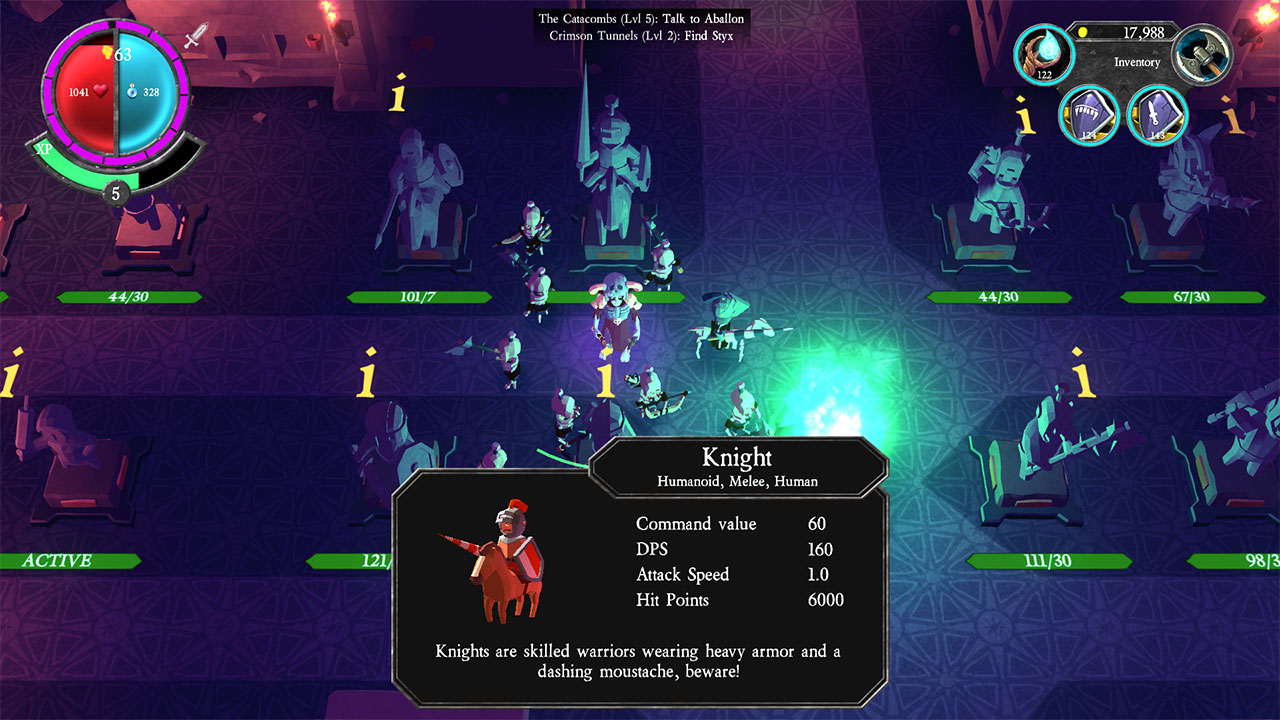 The Catacombs (Lvl 5): Talk to Aballon
Crimson Tunnels (Lvl 2): Find Styx
63
1041
328
XP
5
17,988
Inventory
122
124
143
i
i
i
44/30
101/7
44/30
67/30
i
i
i
i
ACTIVE
121/
111/30
98/3
Knight
Humanoid, Melee, Human
Command value 60
DPS 160
Attack Speed 1.0
Hit Points 6000
Knights are skilled warriors wearing heavy armor and a
dashing moustache, beware!